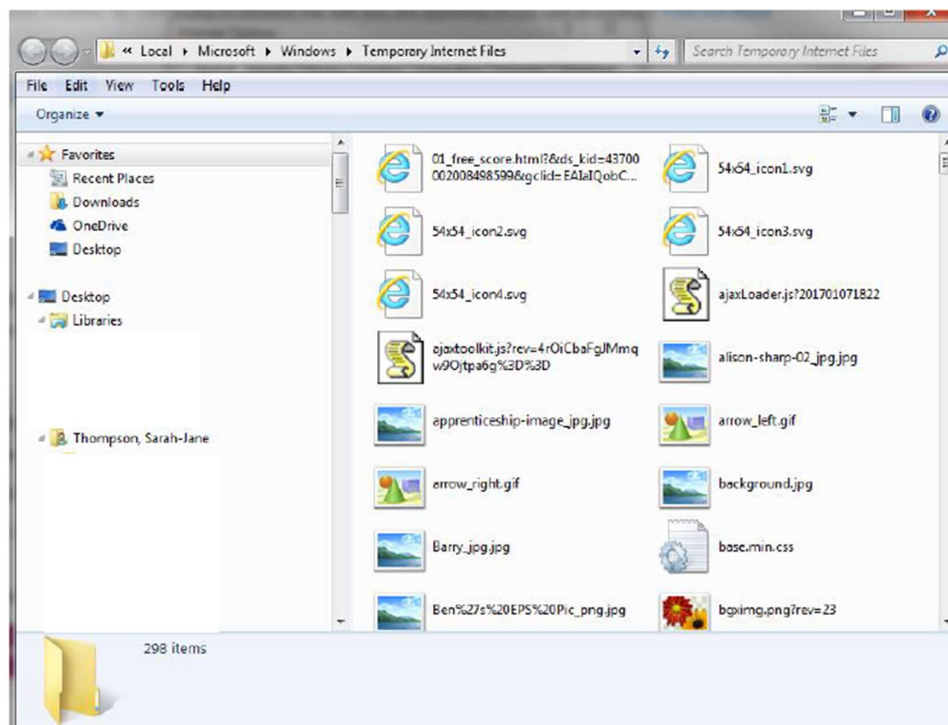 « Local Microsoft Windows Temporary Internet Files
Search Temporary Internet Files
File Edit View Tools Help
Organize
Favorites
Recent Places
Downloads
OneDrive
Desktop
Desktop
Libraries
Thompson, Sarah-Jane
01_free_score.html?&ds_kid=43700
002008498599&gclid=EAIaIQobC...
54x54_icon1.svg
54x54_icon2.svg
54x54_icon3.svg
54x54_icon4.svg
ajaxLoader.js?201701071822
ajaxtoolkit.js?rev=4rOiCbaFgJMmq
w9Ojtpa6g%3D%3D
alison-sharp-02_jpg.jpg
apprenticeship-image_jpg.jpg
arrow_left.gif
arrow_right.gif
background.jpg
Barry_jpg.jpg
base.min.css
Ben%27s%20EPS%20Pic_png.jpg
bgximg.png?rev=23
298 items